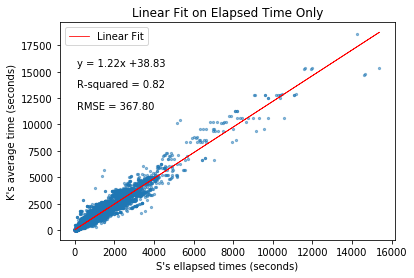 Linear Fit on Elapsed Time Only
Linear Fit
y = 1.22x +38.83
R-squared = 0.82
RMSE = 367.80
K's average time (seconds)
17500
15000
12500
10000
7500
5000
2500
0
0 2000 4000 6000 8000 10000 12000 14000 16000
S's ellapsed times (seconds)